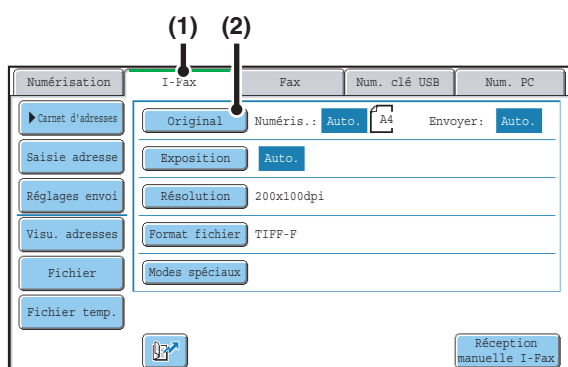 (1) (2)
Numérisation I-Fax Fax Num. clé USB Num. PC
Carnet d'adresses Original Numéris.: Auto. A4 Envoyer: Auto.
Saisie adresse Exposition Auto.
Réglages envoi Résolution 200x100dpi
Visu. adresses Format fichier TIFF-F
Fichier Modes spéciaux
Fichier temp.
Réception
manuelle I-Fax